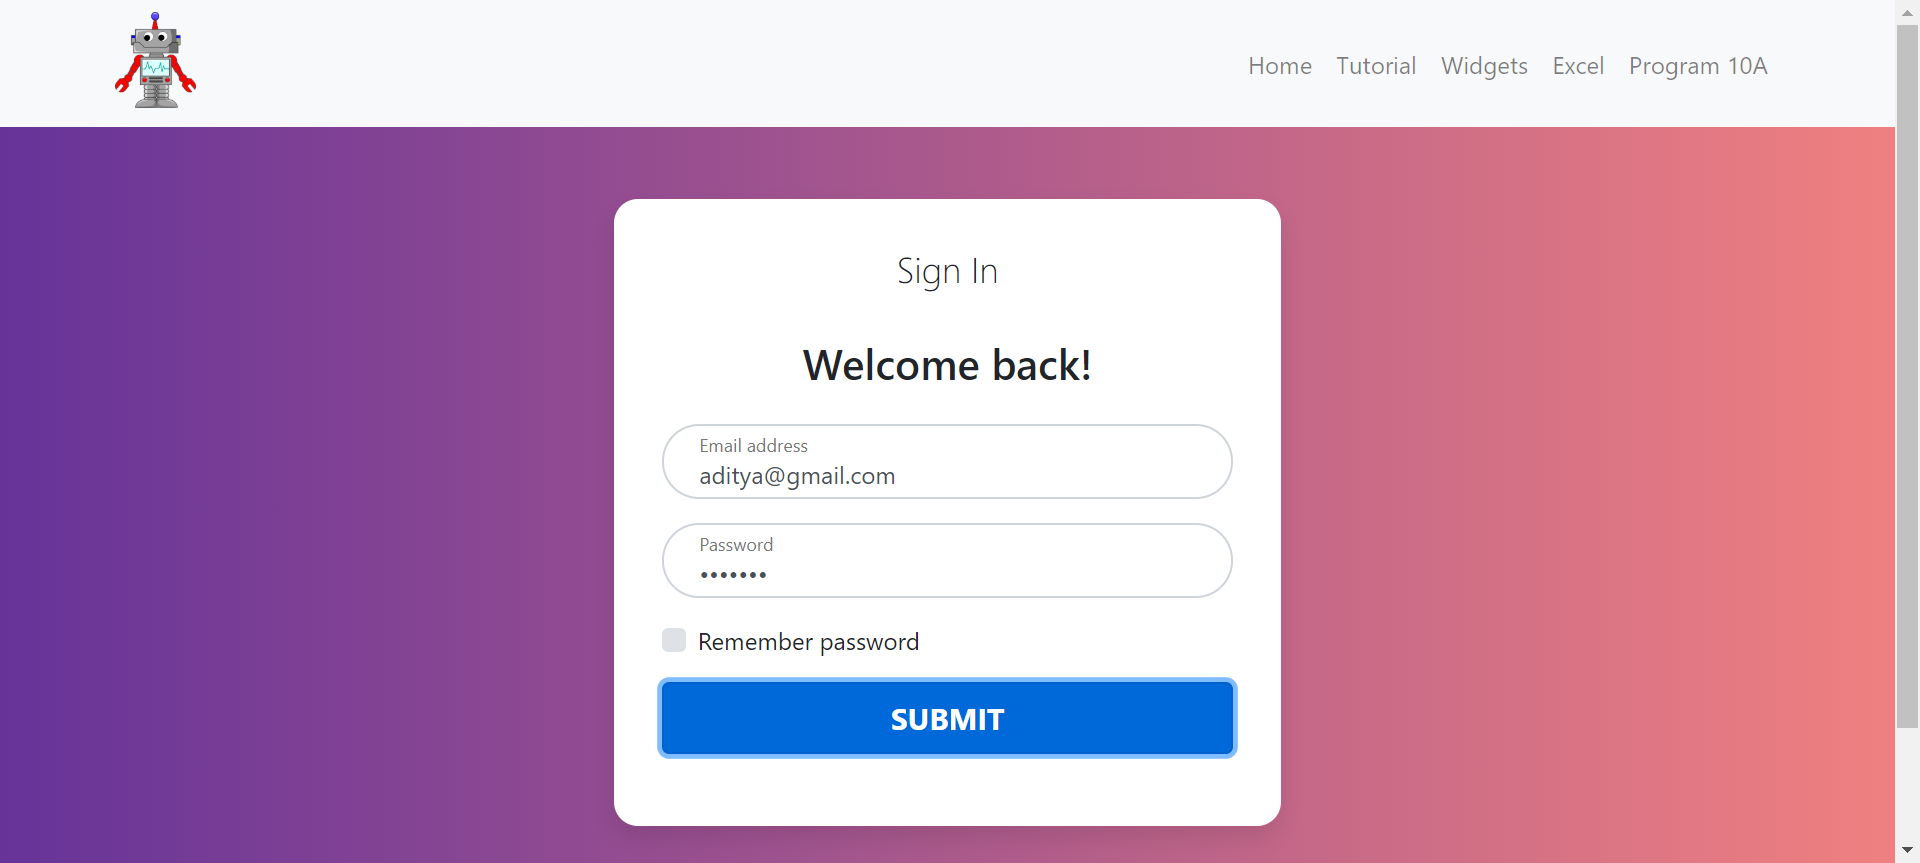 Home Tutorial Widgets Excel Program 10A
Sign In
Welcome back!
Email address
aditya@gmail.com
Password
•••••••
Remember password
SUBMIT